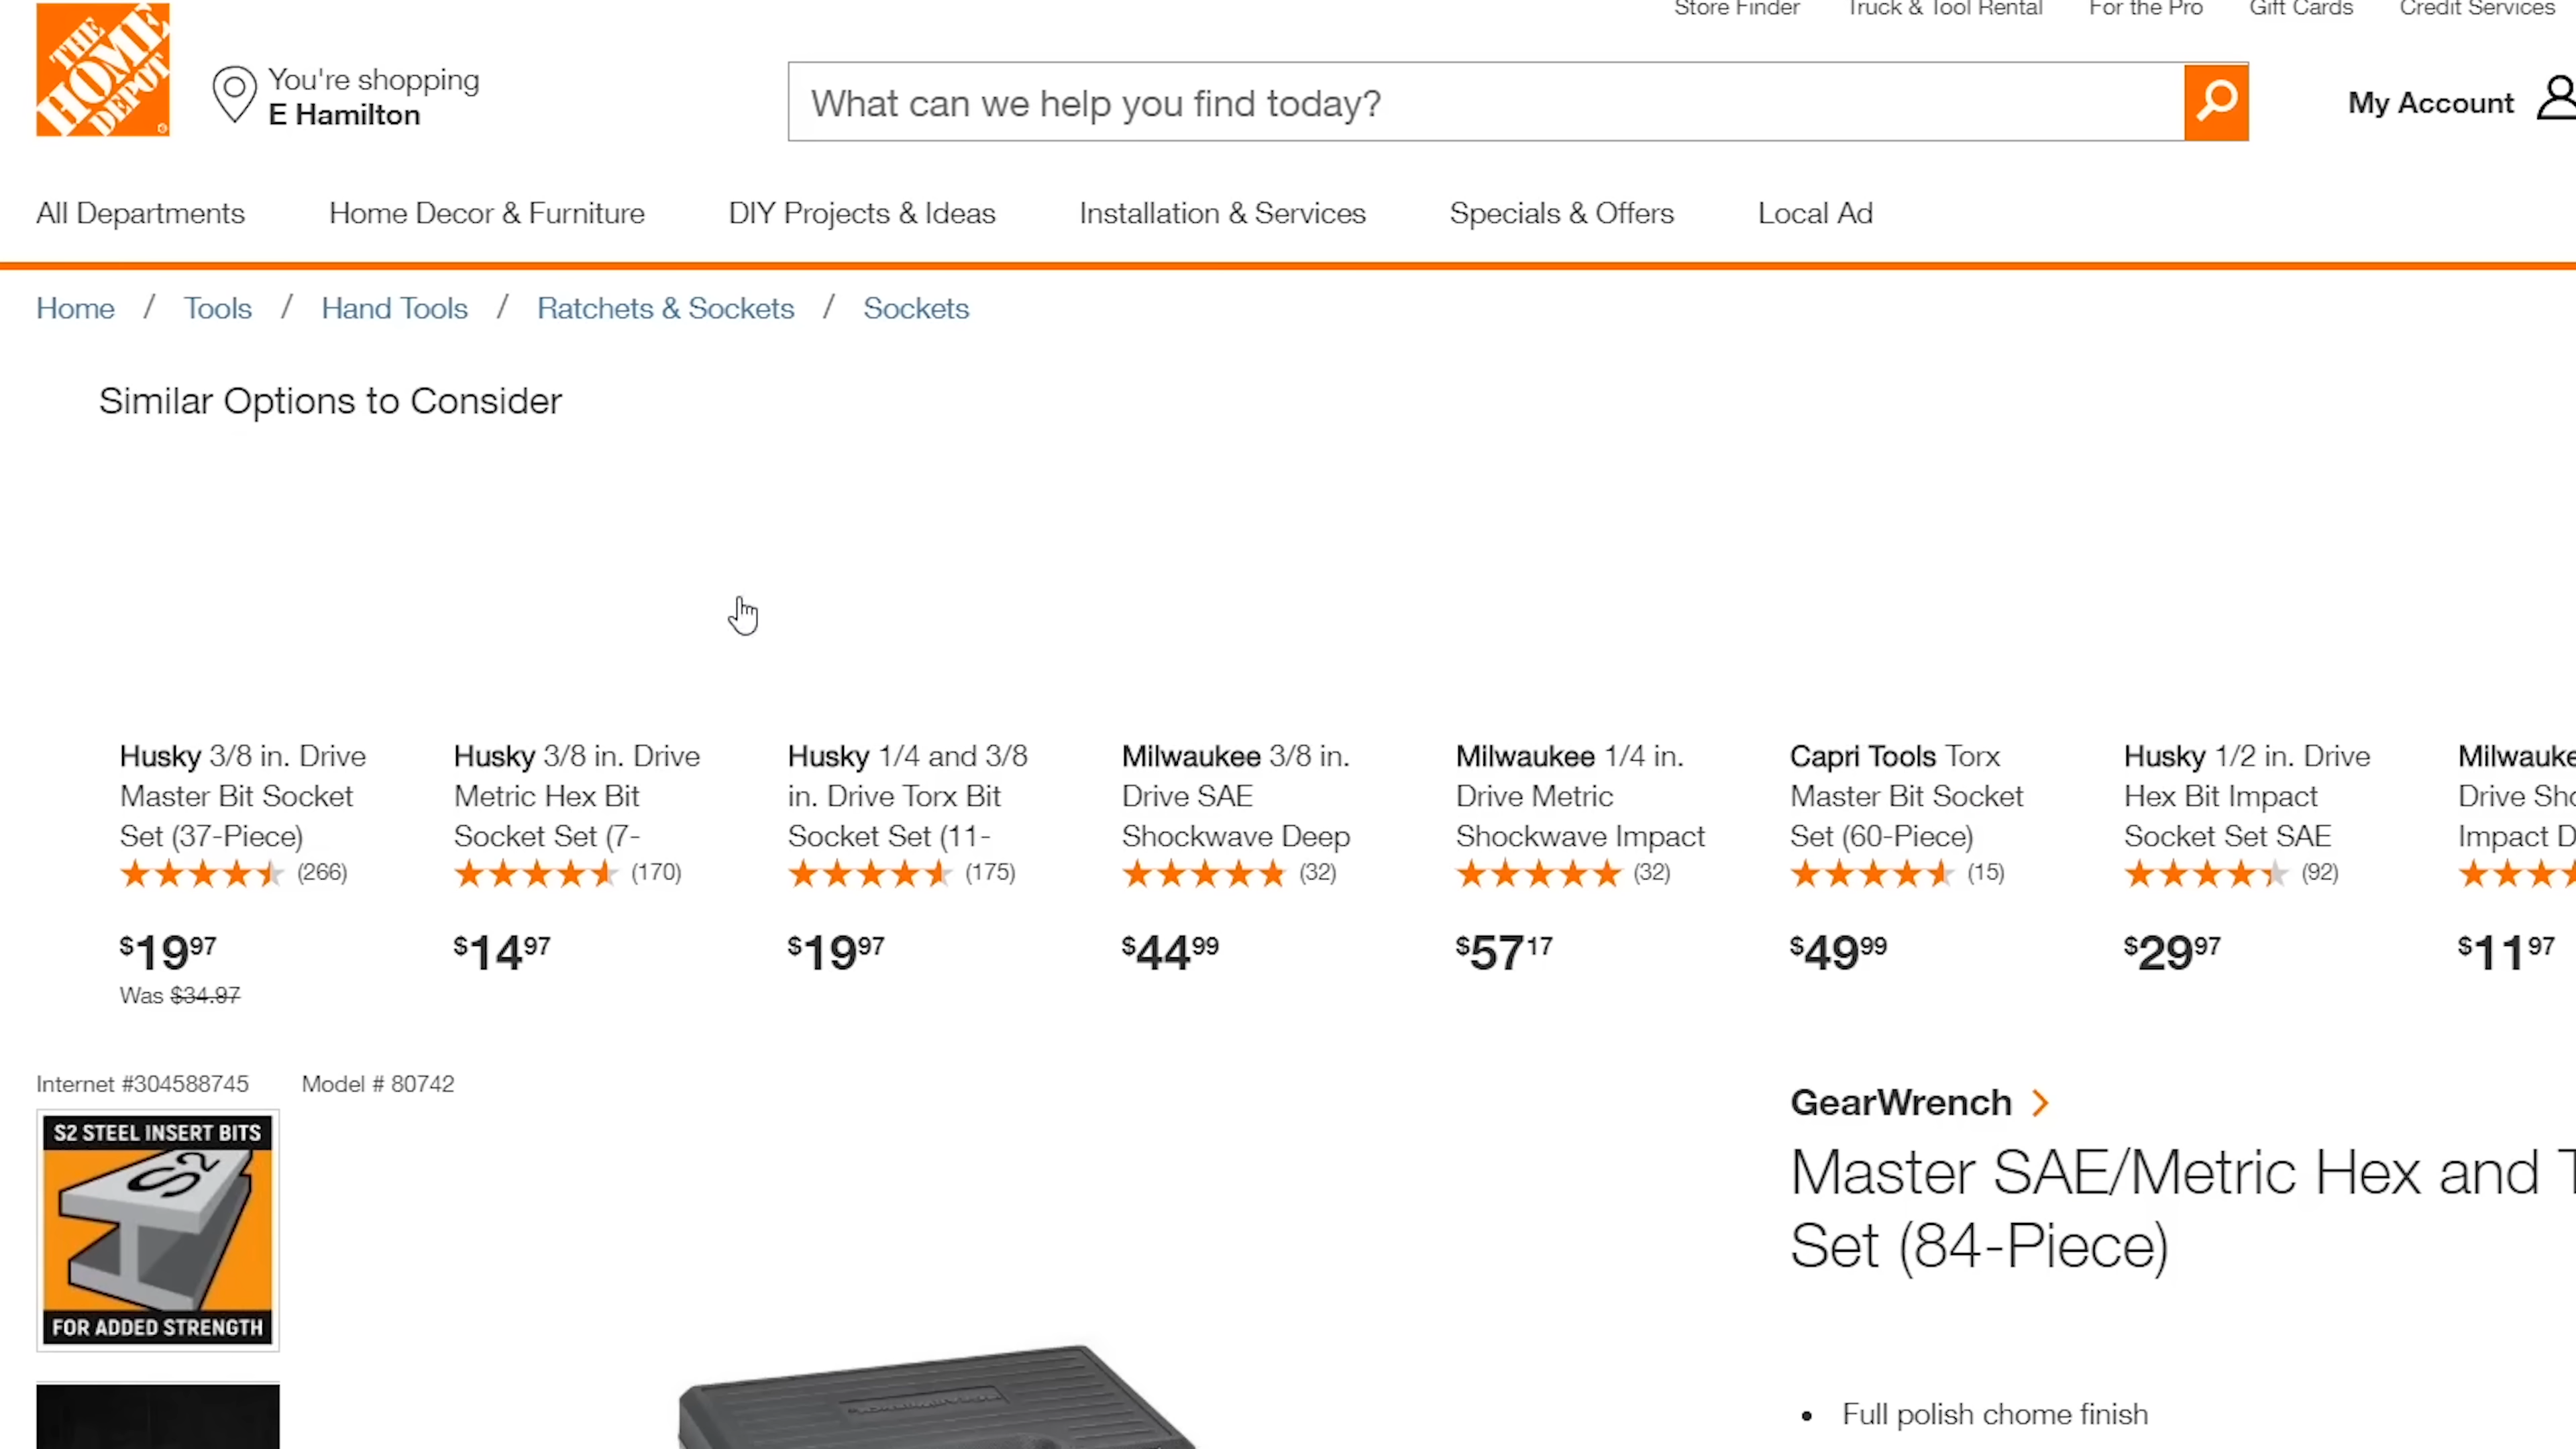 Store Finder
Truck & Tool Rental
For the Pro
Gift Cards
Credit Services
THE HOME DEPOT
You're shopping
E Hamilton
What can we help you find today?
My Account
All Departments
Home Decor & Furniture
DIY Projects & Ideas
Installation & Services
Specials & Offers
Local Ad
Home / Tools / Hand Tools / Ratchets & Sockets / Sockets
Similar Options to Consider
Husky 3/8 in. Drive
Master Bit Socket
Set (37-Piece)
(266)
$19 97
Was $34.97
Husky 3/8 in. Drive
Metric Hex Bit
Socket Set (7-
(170)
$14 97
Husky 1/4 and 3/8
in. Drive Torx Bit
Socket Set (11-
(175)
$19 97
Milwaukee 3/8 in.
Drive SAE
Shockwave Deep
(32)
$44 99
Milwaukee 1/4 in.
Drive Metric
Shockwave Impact
(32)
$57 17
Capri Tools Torx
Master Bit Socket
Set (60-Piece)
(15)
$49 99
Husky 1/2 in. Drive
Hex Bit Impact
Socket Set SAE
(92)
$29 97
Milwauke
Drive Sho
Impact D
$11 97
Internet #304588745
Model # 80742
S2 STEEL INSERT BITS
S2
FOR ADDED STRENGTH
GearWrench
Master SAE/Metric Hex and T
Set (84-Piece)
• Full polish chome finish